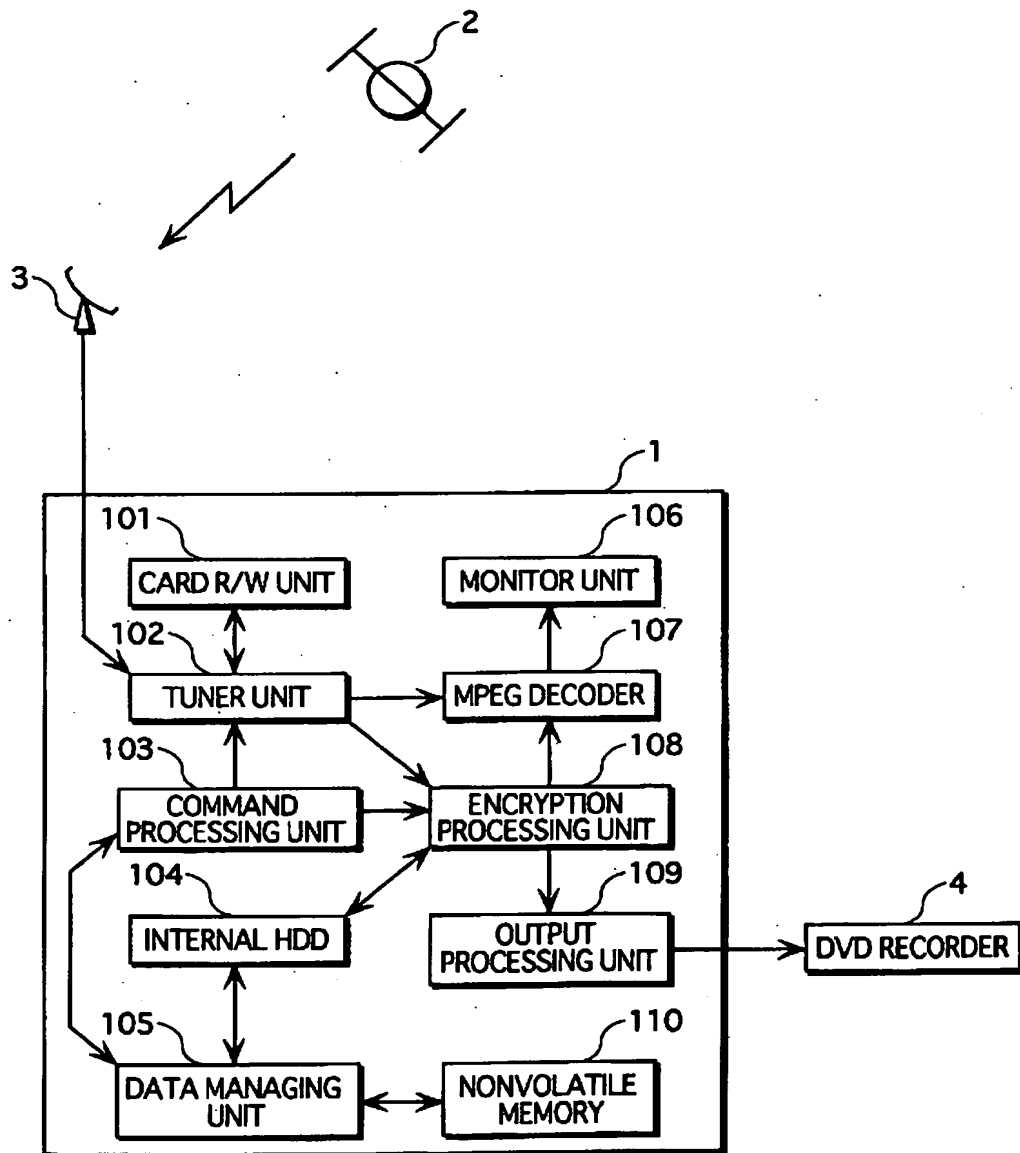 2
3
1
101
CARD R/W UNIT
106
MONITOR UNIT
102
TUNER UNIT
107
MPEG DECODER
103
COMMAND
PROCESSING UNIT
108
ENCRYPTION
PROCESSING UNIT
104
INTERNAL HDD
109
OUTPUT
PROCESSING UNIT
4
DVD RECORDER
105
DATA MANAGING
UNIT
110
NONVOLATILE
MEMORY